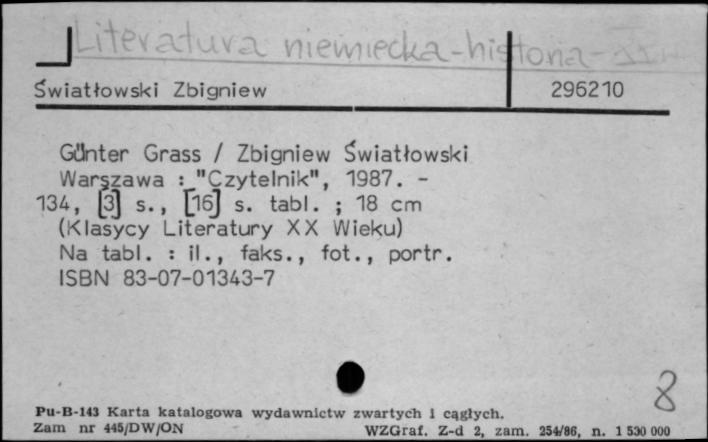 Literatura niemiecka - historia -
Światłowski Zbigniew 296210
Günter Grass / Zbigniew Światłowski
Warszawa : "Czytelnik", 1987. -
134, [3] s., [16] s. tabl. ; 18 cm
(Klasycy Literatury XX Wieku)
Na tabl. : il., faks., fot., portr.
ISBN 83-07-01343-7
8
Pu-B-143 Karta katalogowa wydawnictw zwartych i cągłych.
Zam nr 445/DW/ON WZGraf. Z-d 2, zam. 254/86, n. 1 530 000